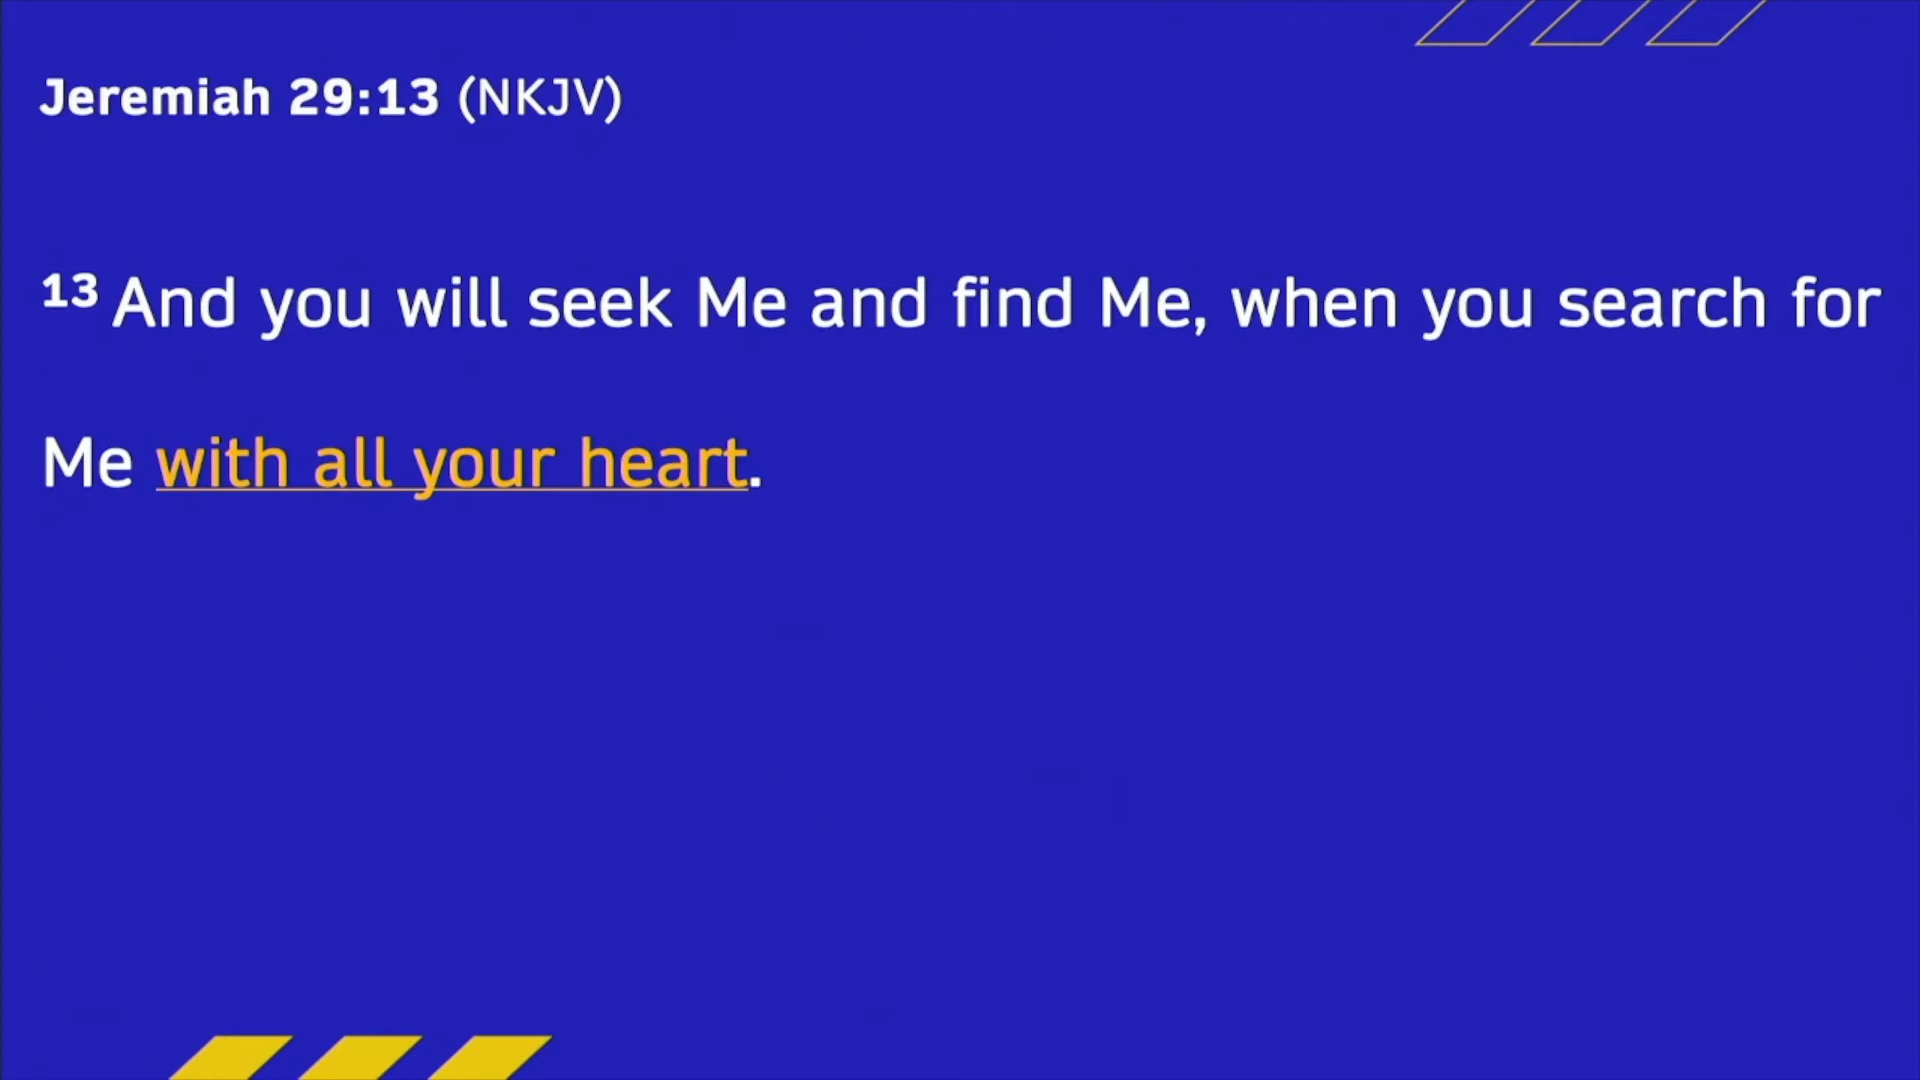 Jeremiah 29:13 (NKJV)
13 And you will seek Me and find Me, when you search for
Me with all your heart.